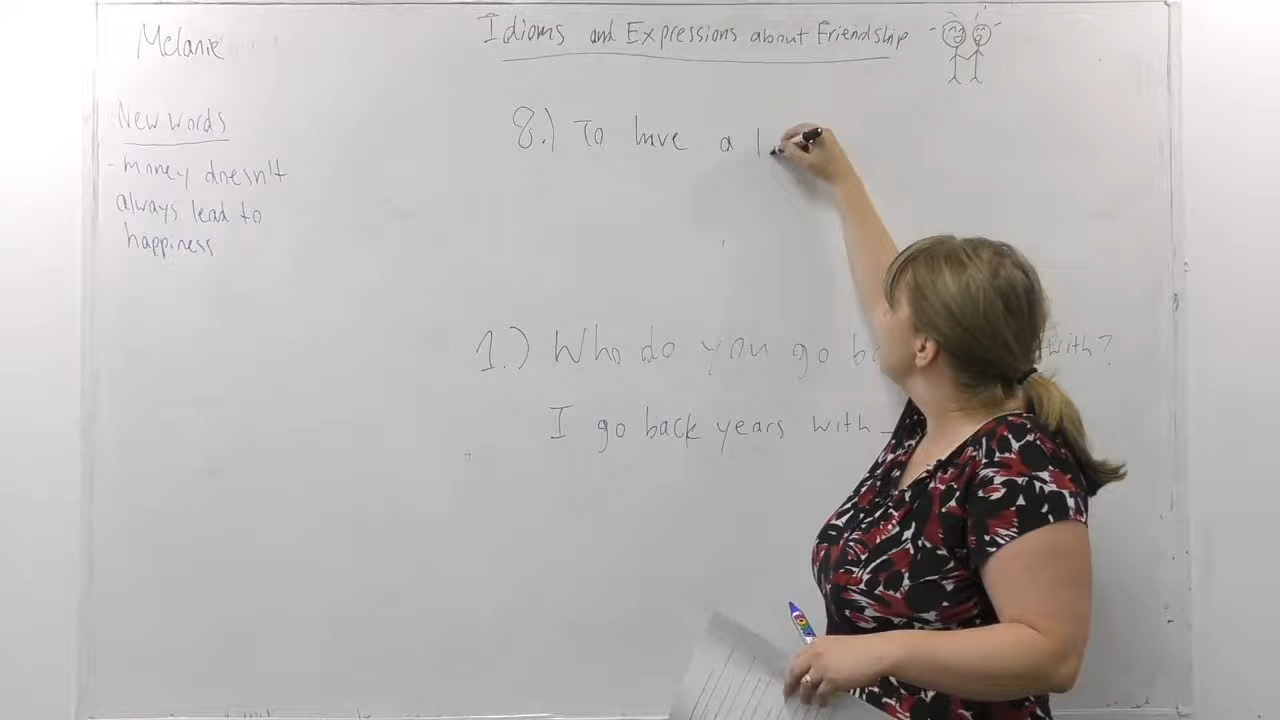 Melanie
Idioms and Expressions about Friendship
New words
- money doesn't
always lead to
happiness
8.) To have a l
1.) Who do you go with?
I go back years with